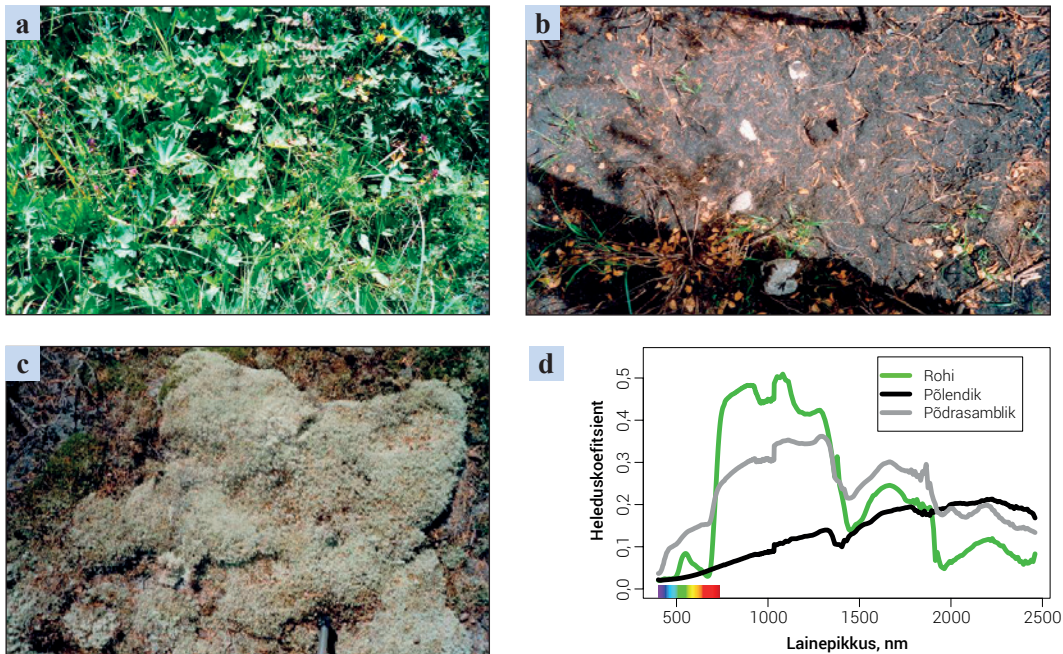 a
b
c
d
Heleduskoefitsient
0,5
0,4
0,3
0,2
0,1
0,0
Rohi
Põlendik
Põdrasamblik
500 1000 1500 2000 2500
Lainepikkus, nm